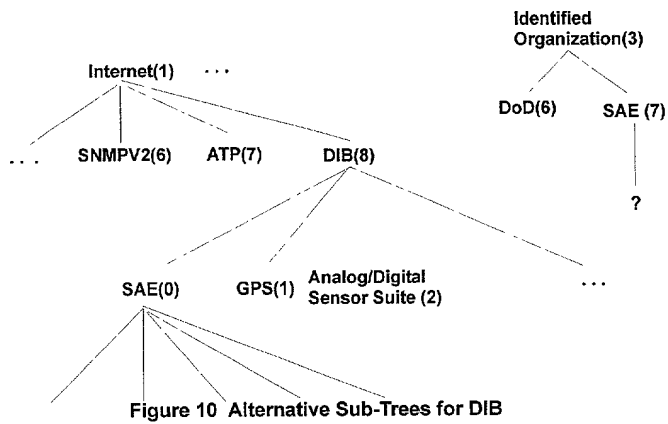 Identified
Organization(3)
Internet(1) ...
DoD(6) SAE (7)
... SNMPV2(6) ATP(7) DIB(8)
?
SAE(0) GPS(1) Analog/Digital
Sensor Suite (2) ...
Figure 10 Alternative Sub-Trees for DIB